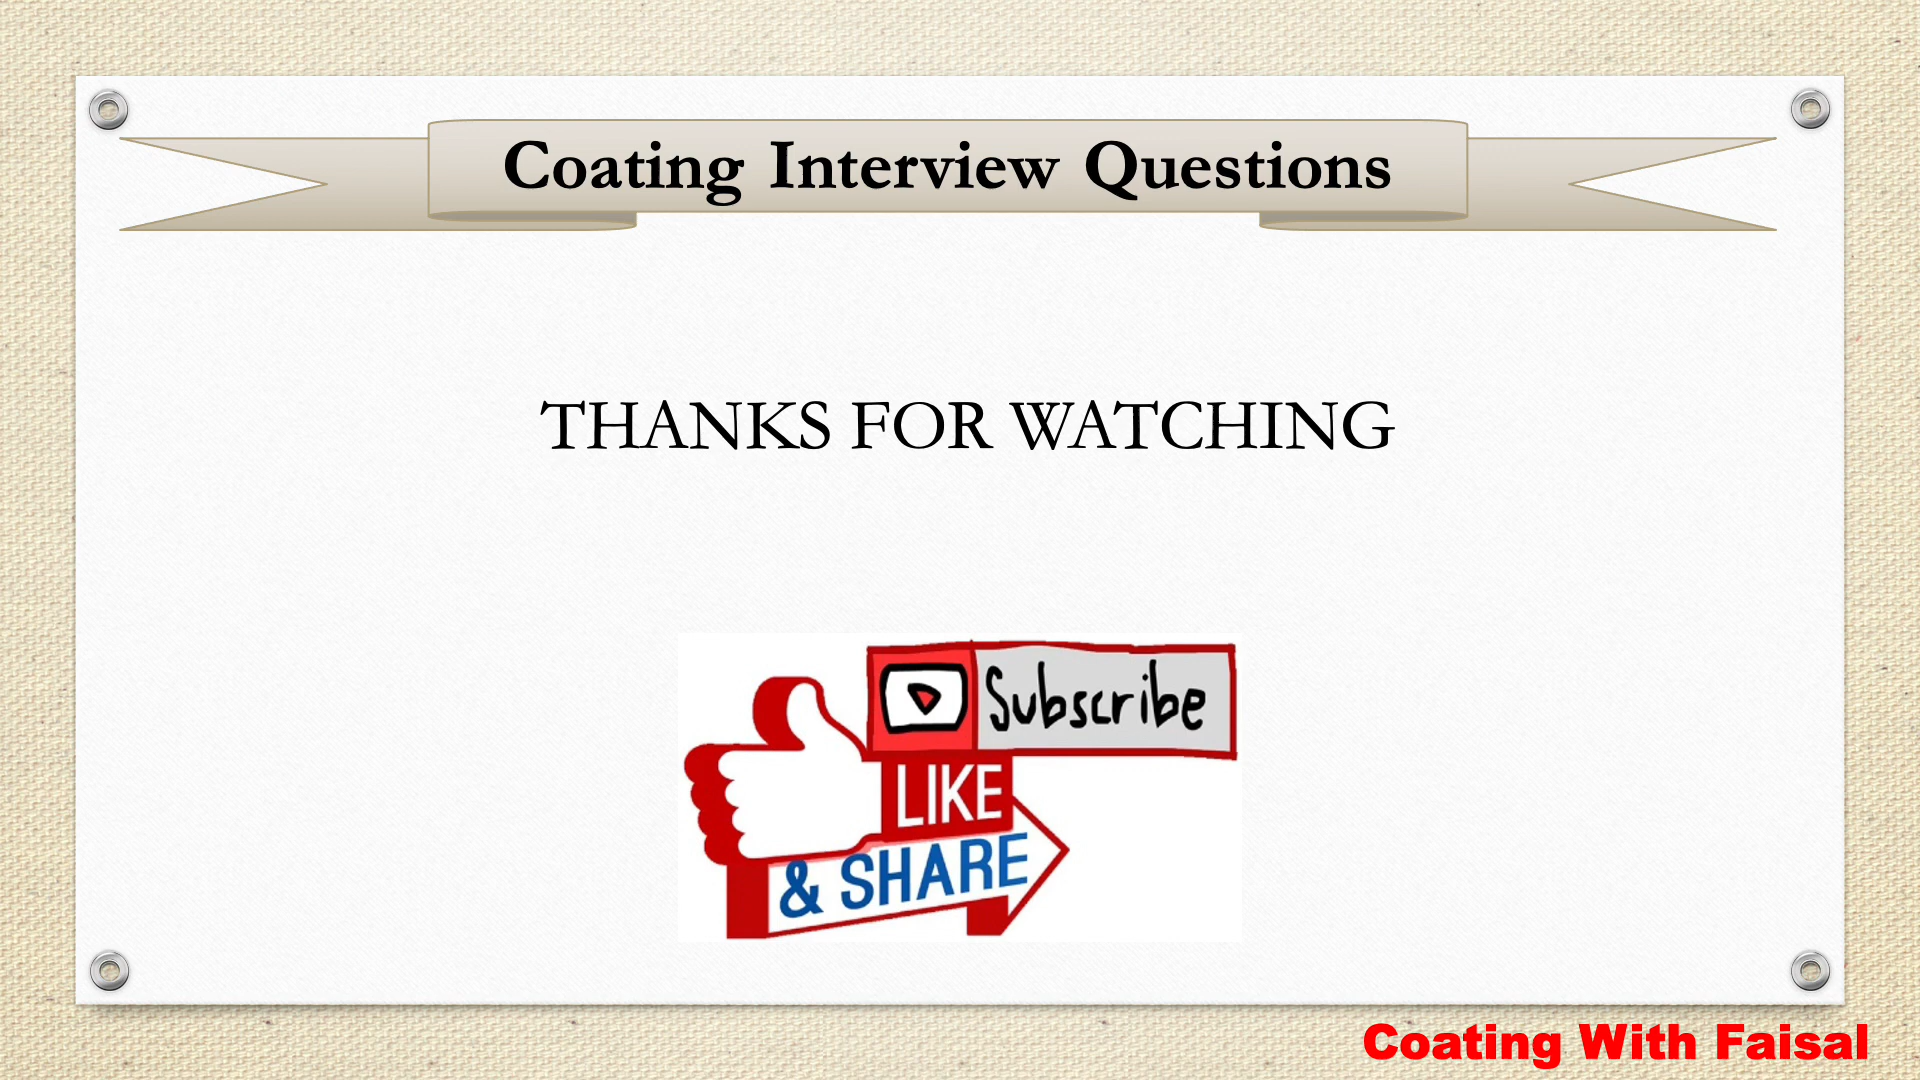 Coating Interview Questions
THANKS FOR WATCHING
Subscribe
LIKE
& SHARE
Coating With Faisal